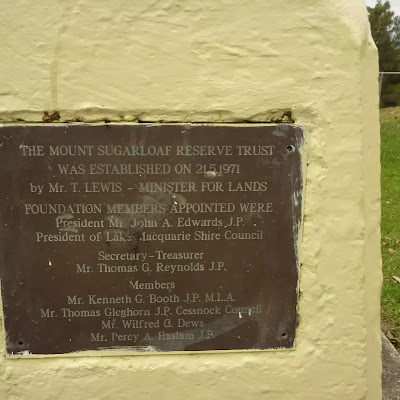 THE MOUNT SUGARLOAF RESERVE TRUST
WAS ESTABLISHED ON 21.5.1971
by Mr. T. LEWIS - MINISTER FOR LANDS
FOUNDATION MEMBERS APPOINTED WERE
President Mr. John A. Edwards J.P.
President of Lake Macquarie Shire Council
Secretary-Treasurer
Mr. Thomas G. Reynolds J.P.
Members
Mr. Kenneth G. Booth J.P. M.L.A.
Mr. Thomas Gleghorn J.P. Cessnock Council
Mr. Wilfred G. Dews
Mr. Percy A. Haslam J.P.